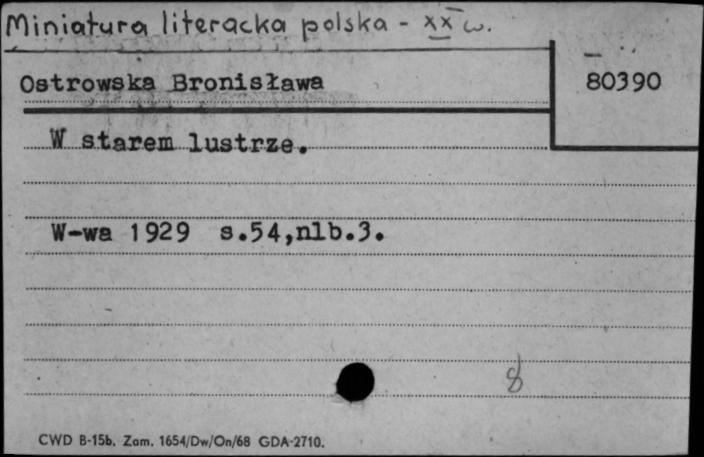 Miniatura literacka polska - XX w.
Ostrowska Bronisława
80390
W starem lustrze.
W-wa 1929 s.54,nlb.3.
8
CWD B-15b. Zam. 1654/Dw/On/68 GDA-2710.